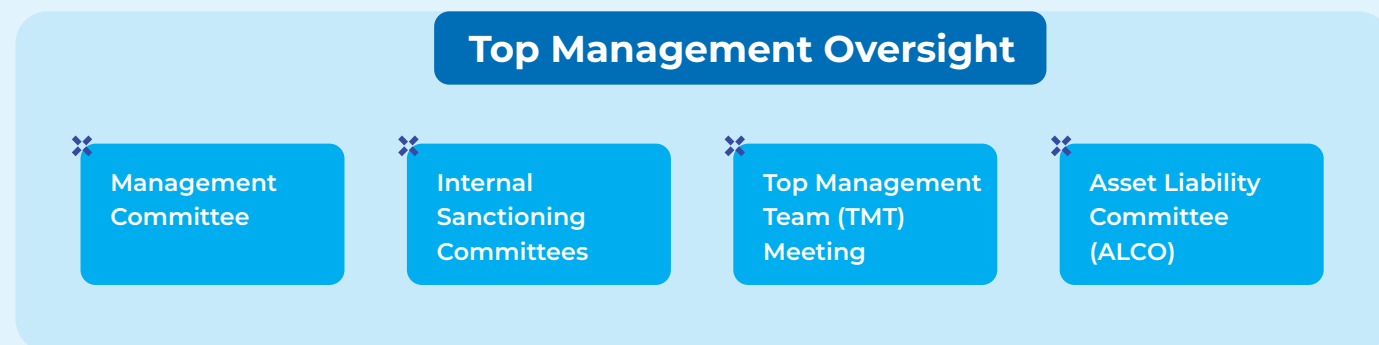 Top Management Oversight
Management
Committee
Internal
Sanctioning
Committees
Top Management
Team (TMT)
Meeting
Asset Liability
Committee
(ALCO)